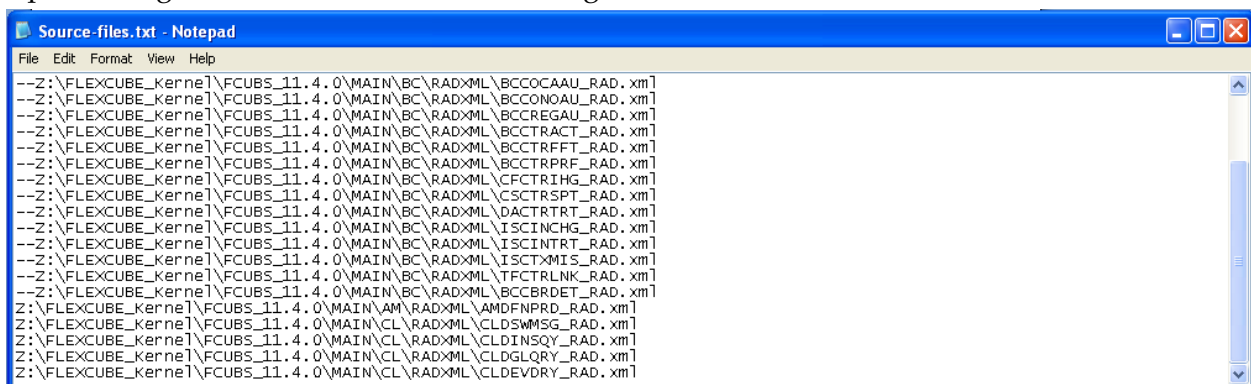 Source-files.txt - Notepad
File Edit Format View Help
--Z:\FLEXCUBE_Kernel\FCUBS_11.4.0\MAIN\BC\RADXML\BCCOCAAU_RAD.xml
--Z:\FLEXCUBE_Kernel\FCUBS_11.4.0\MAIN\BC\RADXML\BCCONOAU_RAD.xml
--Z:\FLEXCUBE_Kernel\FCUBS_11.4.0\MAIN\BC\RADXML\BCCREGAU_RAD.xml
--Z:\FLEXCUBE_Kernel\FCUBS_11.4.0\MAIN\BC\RADXML\BCCTRACT_RAD.xml
--Z:\FLEXCUBE_Kernel\FCUBS_11.4.0\MAIN\BC\RADXML\BCCTRFFT_RAD.xml
--Z:\FLEXCUBE_Kernel\FCUBS_11.4.0\MAIN\BC\RADXML\BCCTRPRF_RAD.xml
--Z:\FLEXCUBE_Kernel\FCUBS_11.4.0\MAIN\BC\RADXML\CFCTRIHG_RAD.xml
--Z:\FLEXCUBE_Kernel\FCUBS_11.4.0\MAIN\BC\RADXML\CSCTRSPT_RAD.xml
--Z:\FLEXCUBE_Kernel\FCUBS_11.4.0\MAIN\BC\RADXML\DACTRTRT_RAD.xml
--Z:\FLEXCUBE_Kernel\FCUBS_11.4.0\MAIN\BC\RADXML\ISCINCHG_RAD.xml
--Z:\FLEXCUBE_Kernel\FCUBS_11.4.0\MAIN\BC\RADXML\ISCINTRT_RAD.xml
--Z:\FLEXCUBE_Kernel\FCUBS_11.4.0\MAIN\BC\RADXML\ISCTXMIS_RAD.xml
--Z:\FLEXCUBE_Kernel\FCUBS_11.4.0\MAIN\BC\RADXML\TFCTRLNK_RAD.xml
--Z:\FLEXCUBE_Kernel\FCUBS_11.4.0\MAIN\BC\RADXML\BCCBRDET_RAD.xml
Z:\FLEXCUBE_Kernel\FCUBS_11.4.0\MAIN\AM\RADXML\AMDFNPRD_RAD.xml
Z:\FLEXCUBE_Kernel\FCUBS_11.4.0\MAIN\CL\RADXML\CLDSWMSG_RAD.xml
Z:\FLEXCUBE_Kernel\FCUBS_11.4.0\MAIN\CL\RADXML\CLDINSQY_RAD.xml
Z:\FLEXCUBE_Kernel\FCUBS_11.4.0\MAIN\CL\RADXML\CLDGLQRY_RAD.xml
Z:\FLEXCUBE_Kernel\FCUBS_11.4.0\MAIN\CL\RADXML\CLDEVDRY_RAD.xml